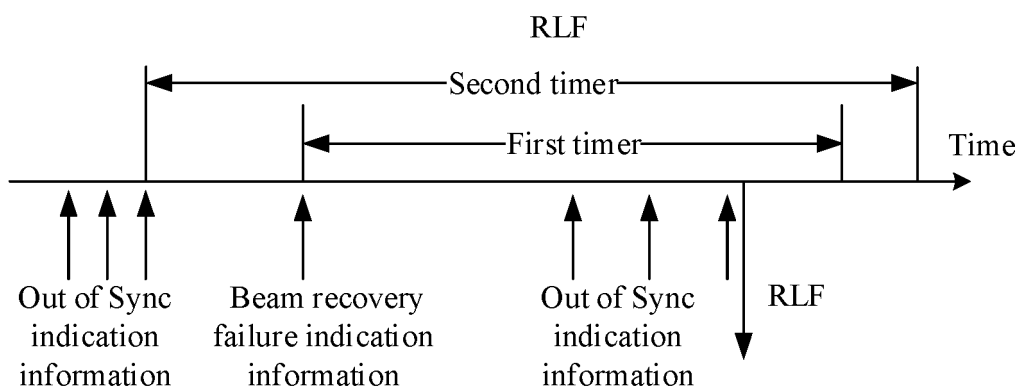 RLF
Second timer
First timer
Time
Out of Sync
indication
information
Beam recovery
failure indication
information
Out of Sync
indication
information
RLF